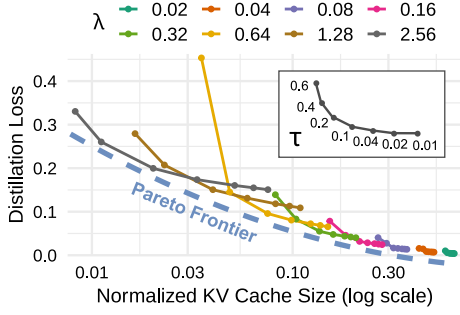 λ 0.02 0.04 0.08 0.16
0.32 0.64 1.28 2.56
Distillation Loss
0.4
0.3
0.2
0.1
0.0
0.6
0.4
0.2
0.1 0.04 0.02 0.01
τ
Pareto Frontier
0.01 0.03 0.10 0.30
Normalized KV Cache Size (log scale)